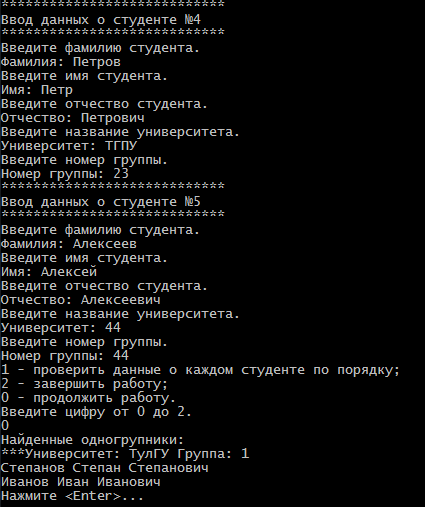 ****************************
Ввод данных о студенте №4
****************************
Введите фамилию студента.
Фамилия: Петров
Введите имя студента.
Имя: Петр
Введите отчество студента.
Отчество: Петрович
Введите название университета.
Университет: ТГПУ
Введите номер группы.
Номер группы: 23
****************************
Ввод данных о студенте №5
****************************
Введите фамилию студента.
Фамилия: Алексеев
Введите имя студента.
Имя: Алексей
Введите отчество студента.
Отчество: Алексеевич
Введите название университета.
Университет: 44
Введите номер группы.
Номер группы: 44
1 - проверить данные о каждом студенте по порядку;
2 - завершить работу;
0 - продолжить работу.
Введите цифру от 0 до 2.
0
Найденные одногрупники:
***Университет: ТулГУ Группа: 1
Степанов Степан Степанович
Иванов Иван Иванович
Нажмите <Enter>...